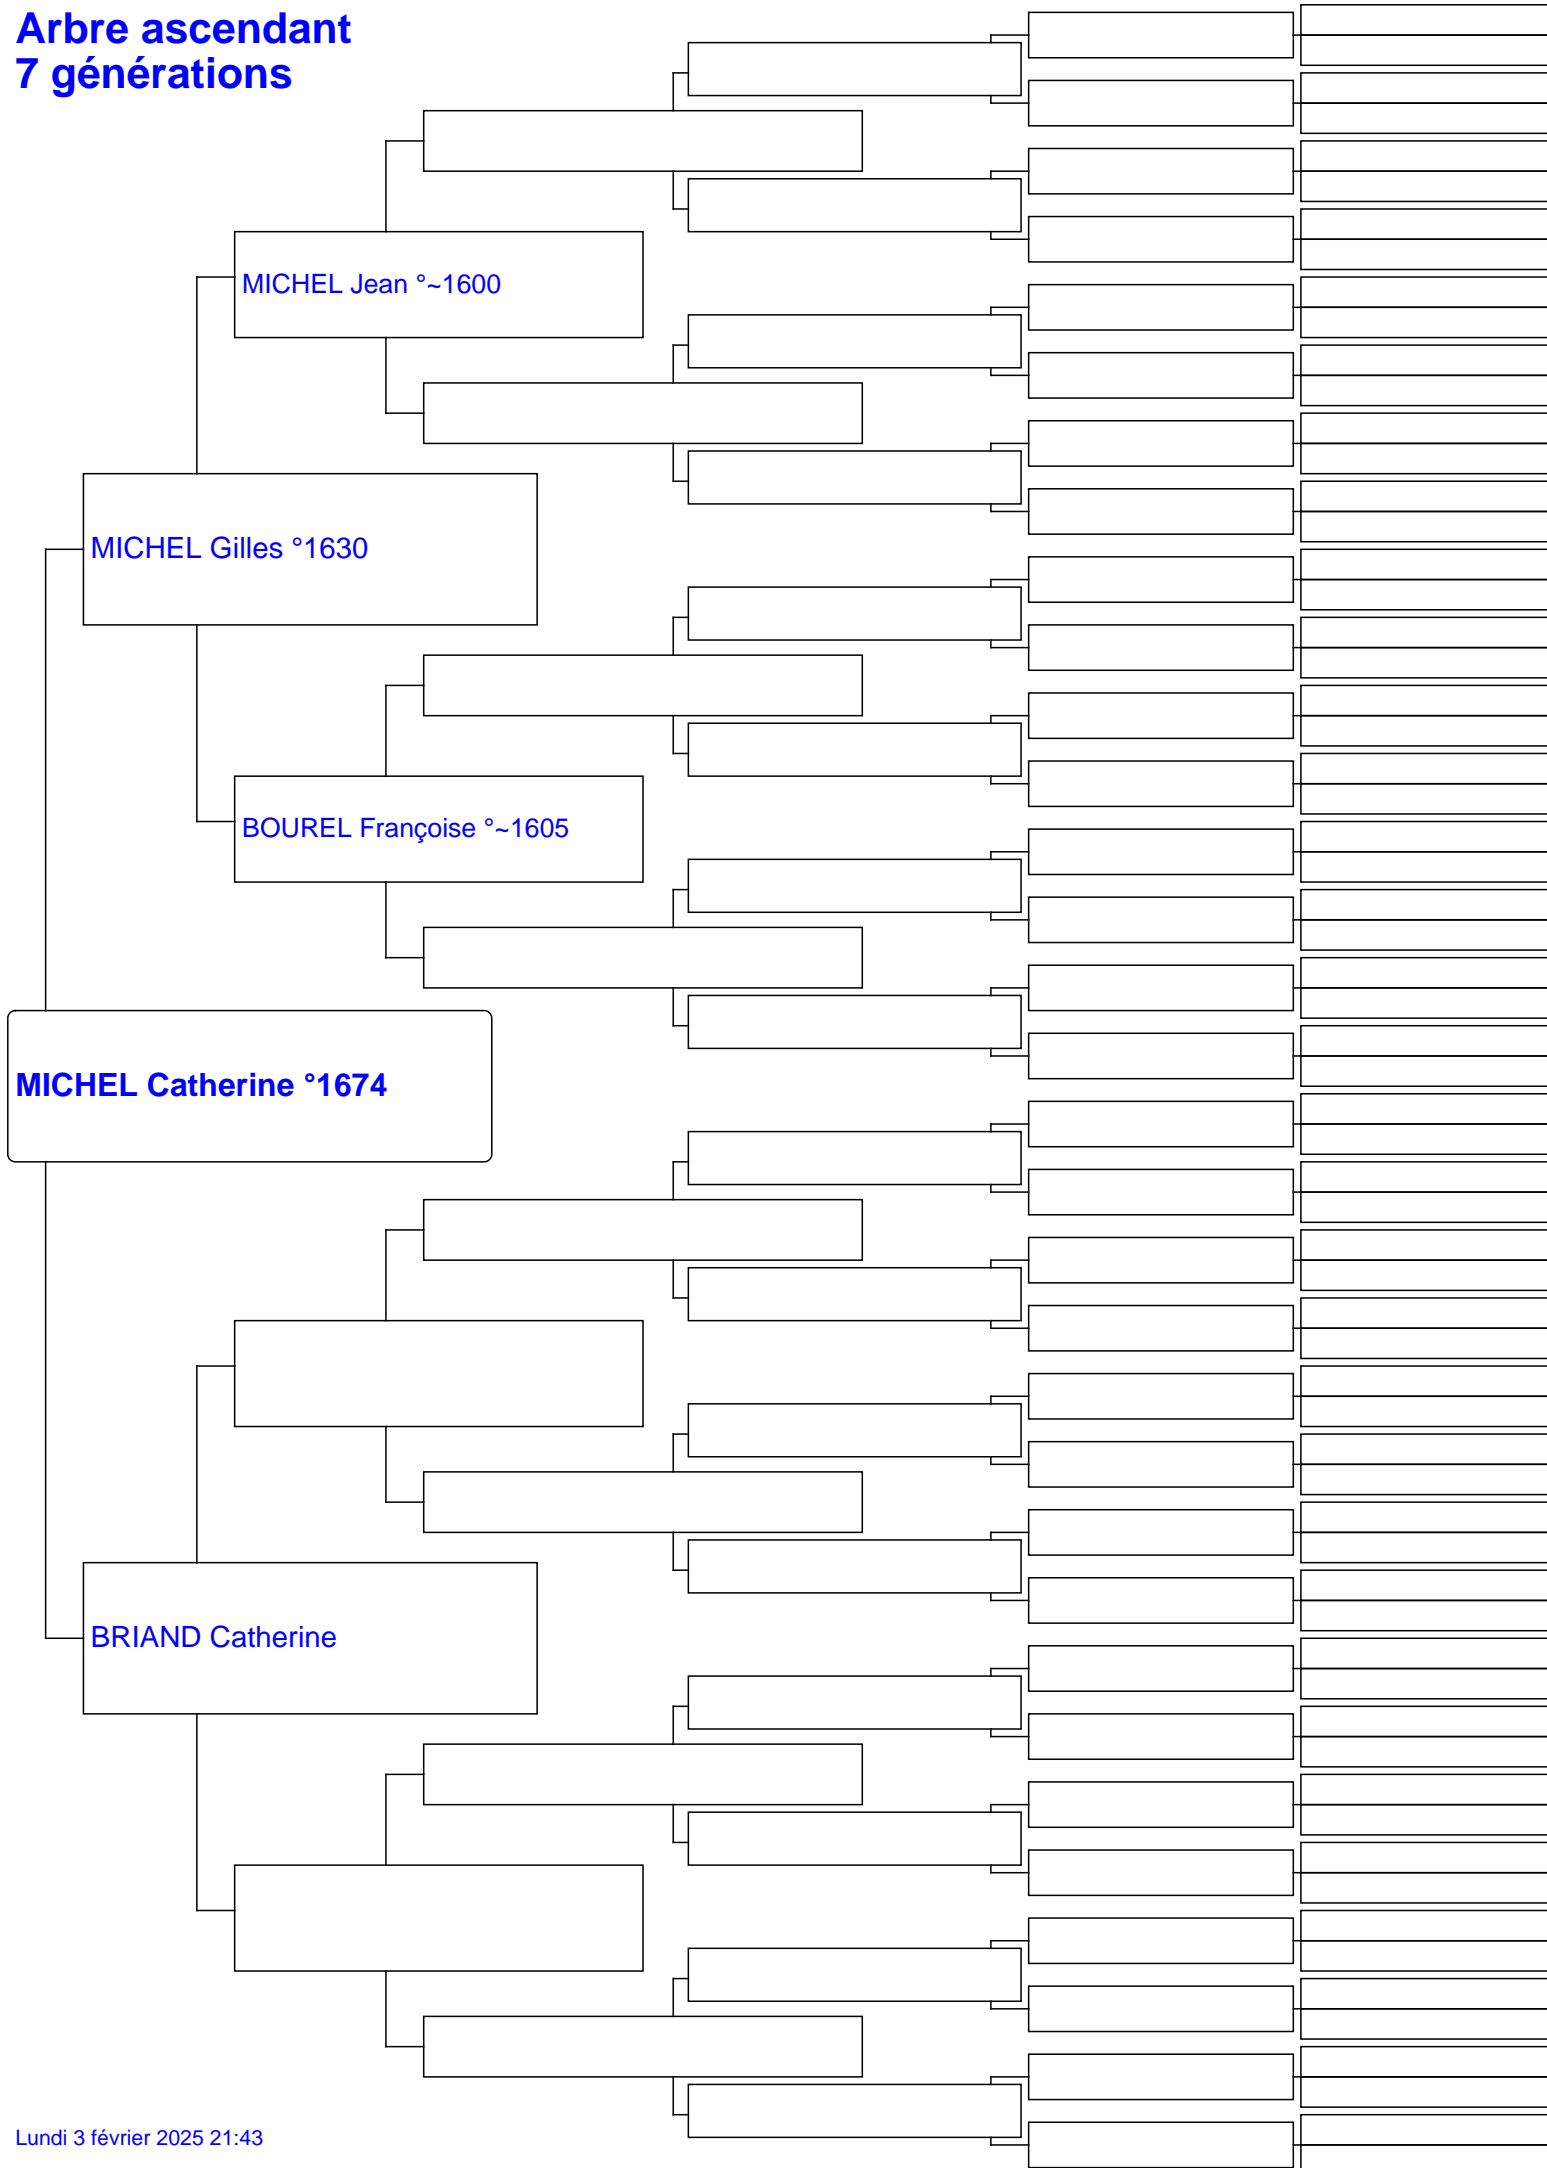 Arbre ascendant
7 générations
MICHEL Jean °~1600
MICHEL Gilles °1630
BOUREL Françoise °~1605
MICHEL Catherine °1674
BRIAND Catherine
Lundi 3 février 2025 21:43